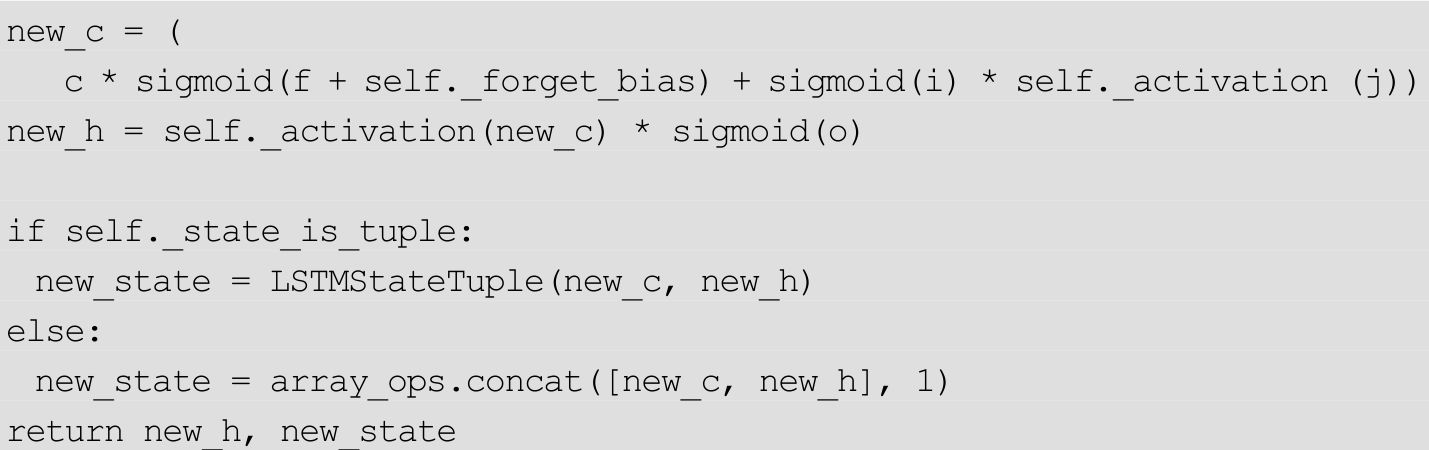 new_c = (
c * sigmoid(f + self._forget_bias) + sigmoid(i) * self._activation (j))
new_h = self._activation(new_c) * sigmoid(o)
if self._state_is_tuple:
new_state = LSTMStateTuple(new_c, new_h)
else:
new_state = array_ops.concat([new_c, new_h], 1)
return new_h, new_state